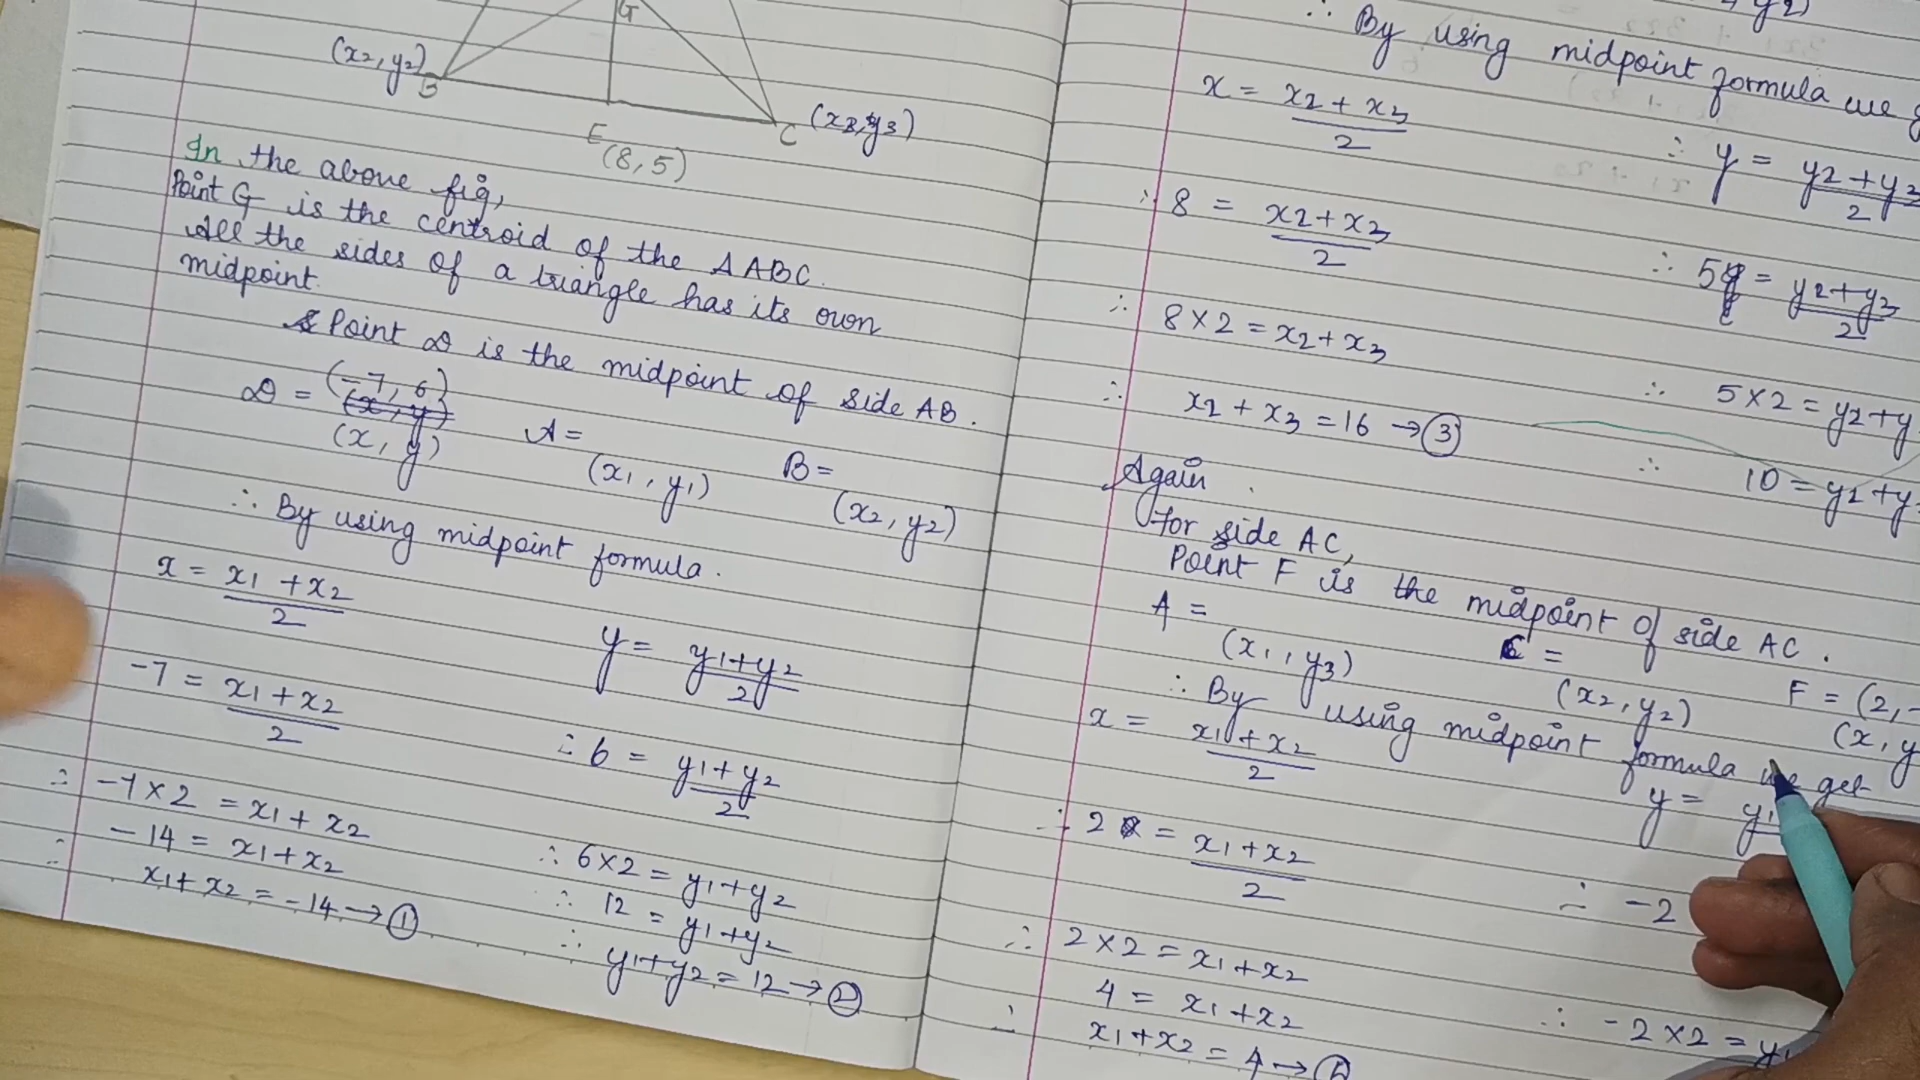 G
(x2, y2)
B
C
(x3, y3)
E
(8, 5)
In the above fig,
Point G is the centroid of the ΔABC.
All the sides of a triangle has its own
midpoint.
Point D is the midpoint of side AB.
(-7, 6)
D = (x, y)
(x, y)
A =
(x1, y1)
B =
(x2, y2)
∴ By using midpoint formula.
x = x1 + x2 / 2
y = y1 + y2 / 2
-7 = x1 + x2 / 2
∴ 6 = y1 + y2 / 2
∴ -7 × 2 = x1 + x2
∴ 6 × 2 = y1 + y2
-14 = x1 + x2
∴ 12 = y1 + y2
∴ x1 + x2 = -14 → ①
∴ y1 + y2 = 12 → ②
y2)
∴ By using midpoint formula we g
x = x2 + x3 / 2
∴ y = y2 + y3 / 2
∴ 8 = x2 + x3 / 2
∴ 5 = y2 + y3 / 2
∴ 8 × 2 = x2 + x3
∴ 5 × 2 = y2 + y
∴ x2 + x3 = 16 → ③
∴ 10 = y2 + y
Again
for side AC,
Point F is the midpoint of side AC.
A =
(x1, y3)
C =
(x2, y2)
F = (2, -
(x, y
∴ By using midpoint formula we get
x = x1 + x2 / 2
y = y1
∴ 2 = x1 + x2 / 2
∴ -2
∴ 2 × 2 = x1 + x2
4 = x1 + x2
∴ -2 × 2 = y1
∴ x1 + x2 = 4 →